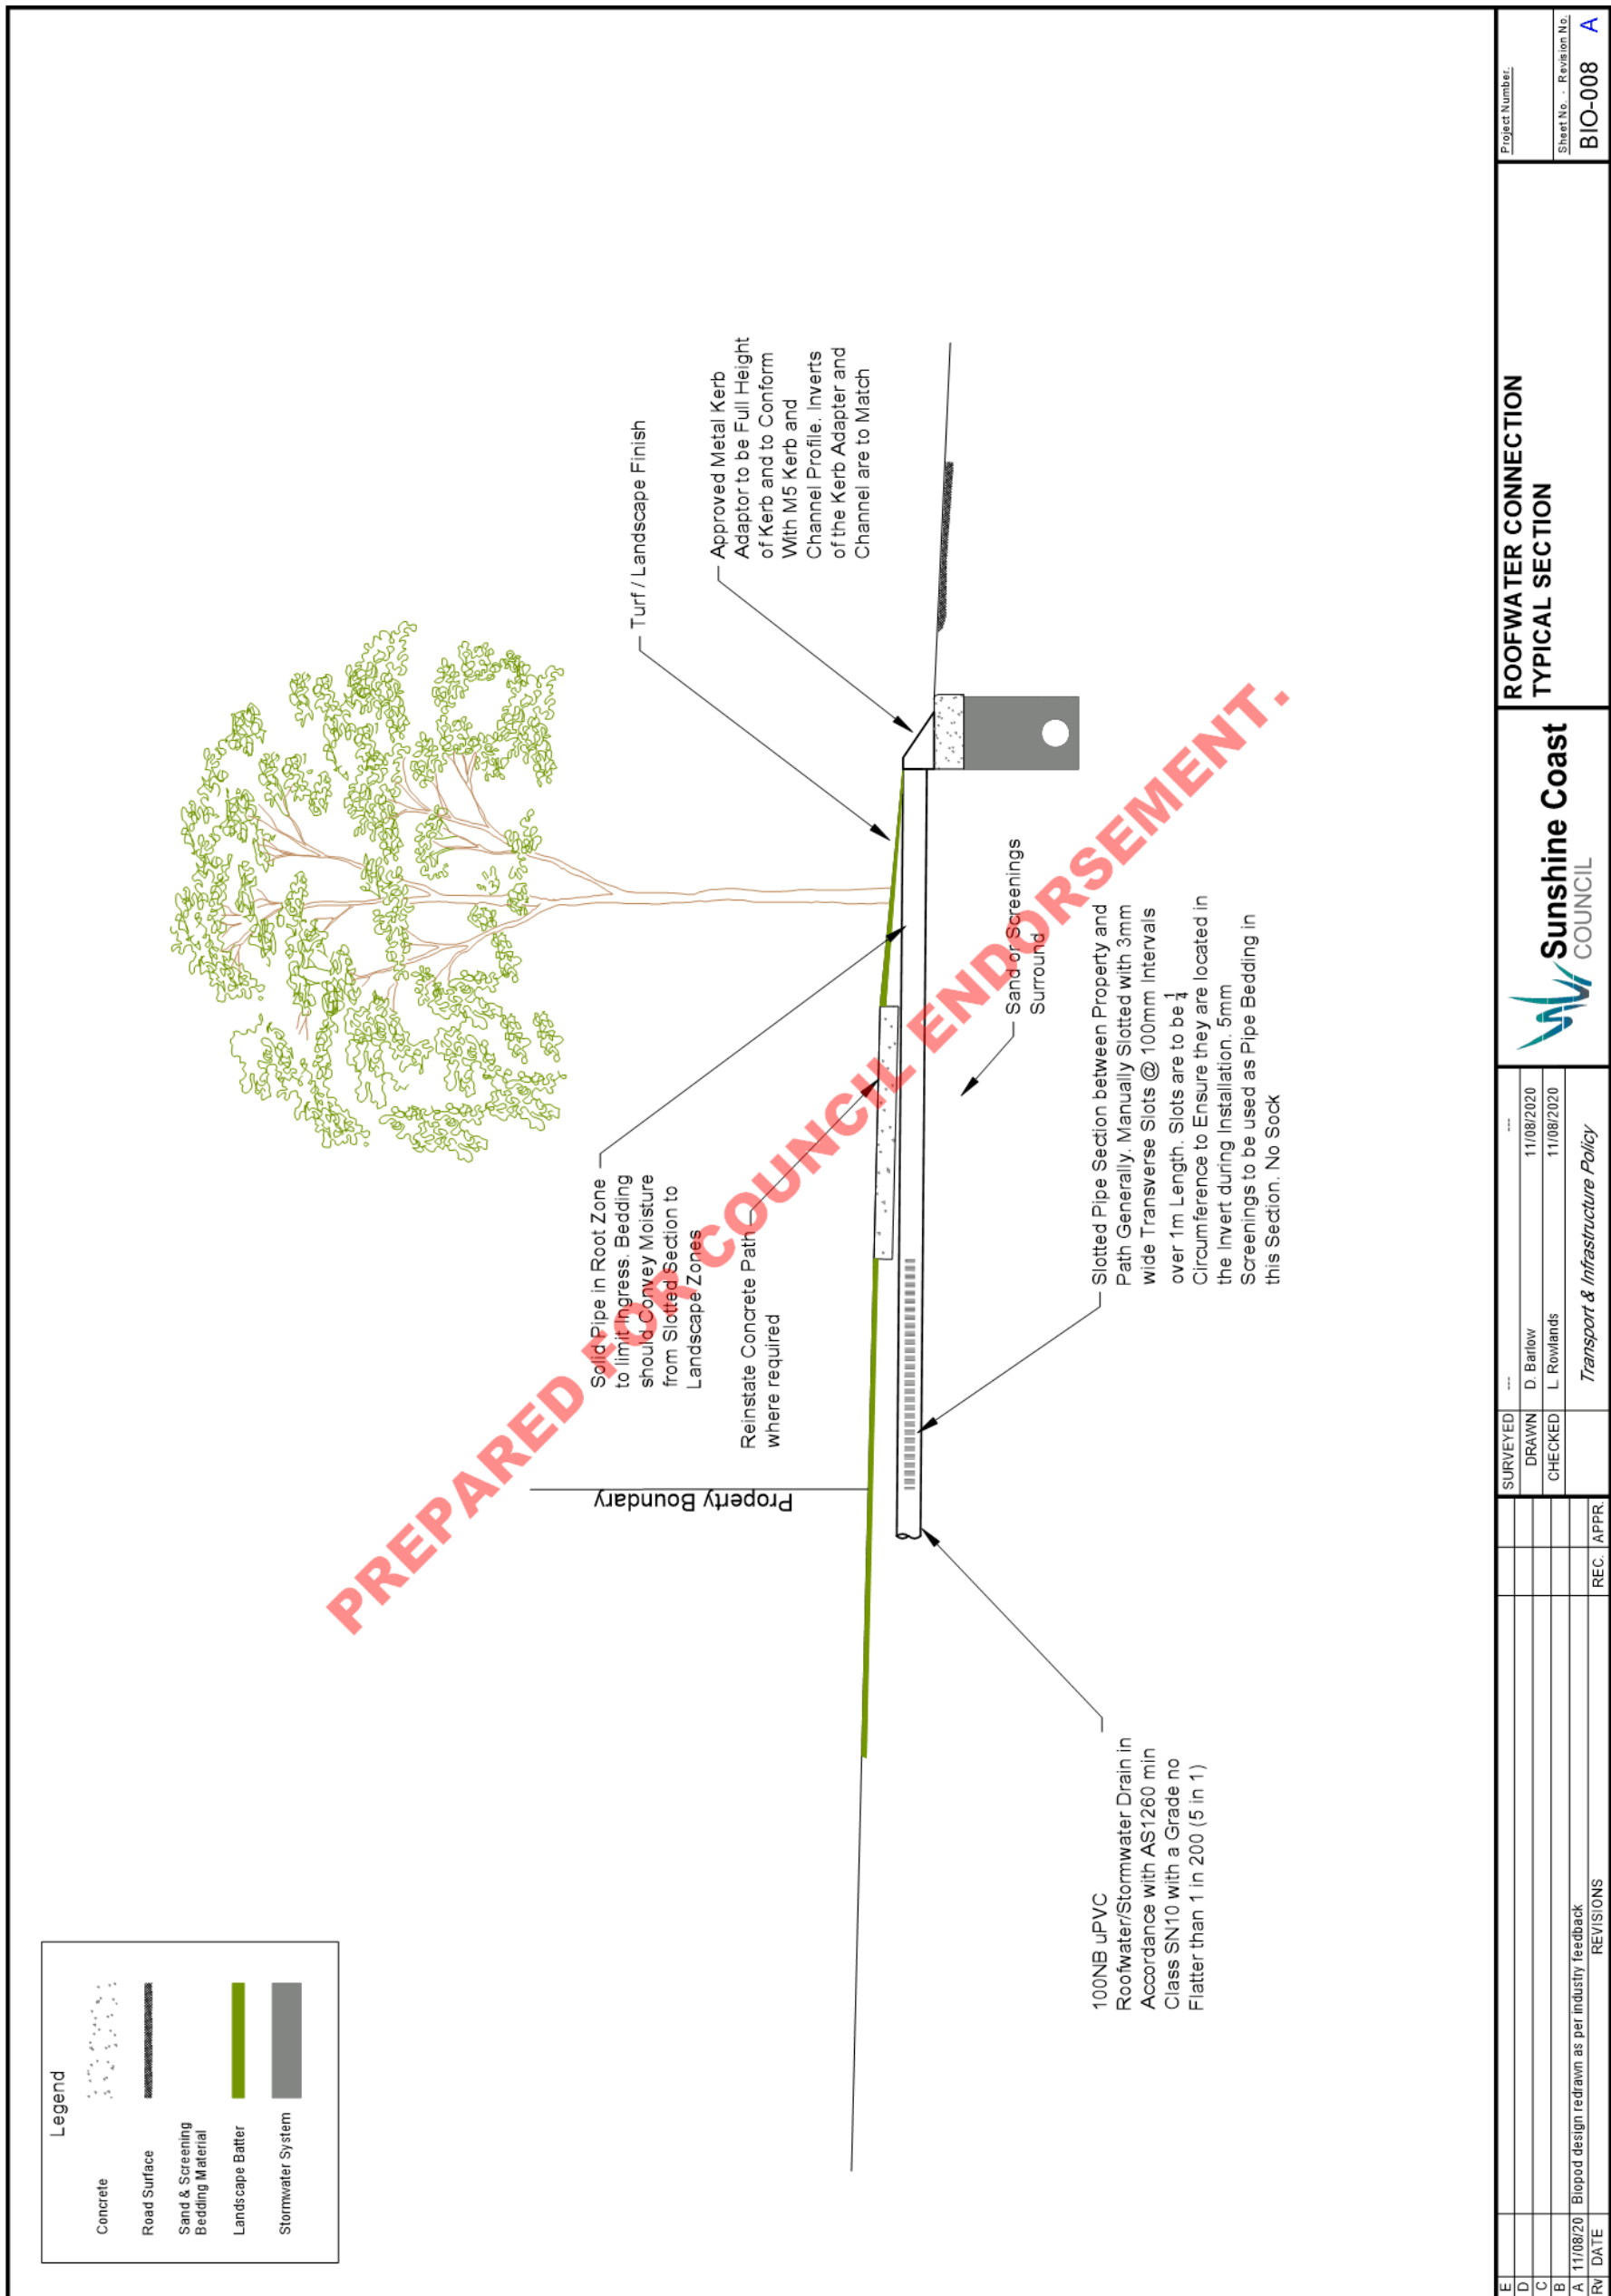 Legend
Concrete
Road Surface
Sand & Screening
Bedding Material
Landscape Batter
Stormwater System
Property Boundary
Solid Pipe in Root Zone
to limit Ingress. Bedding
should Convey Moisture
from Slotted Section to
Landscape Zones
Reinstate Concrete Path
where required
Turf / Landscape Finish
Approved Metal Kerb
Adaptor to be Full Height
of Kerb and to Conform
With M5 Kerb and
Channel Profile. Inverts
of the Kerb Adapter and
Channel are to Match
100NB uPVC
Roofwater/Stormwater Drain in
Accordance with AS1260 min
Class SN10 with a Grade no
Flatter than 1 in 200 (5 in 1)
Slotted Pipe Section between Property and
Path Generally. Manually Slotted with 3mm
wide Transverse Slots @ 100mm Intervals
over 1m Length. Slots are to be 1/4
Circumference to Ensure they are located in
the Invert during Installation. 5mm
Screenings to be used as Pipe Bedding in
this Section. No Sock
Sand or Screenings
Surround
PREPARED FOR COUNCIL ENDORSEMENT.
E
D
C
B
A 11/08/20 Biopod design redrawn as per industry feedback
Rv DATE REVISIONS REC. APPR.
SURVEYED --- ---
DRAWN D. Barlow 11/08/2020
CHECKED L. Rowlands 11/08/2020
Transport & Infrastructure Policy
Sunshine Coast
COUNCIL
ROOFWATER CONNECTION
TYPICAL SECTION
Project Number.
Sheet No. - Revision No.
BIO-008 A